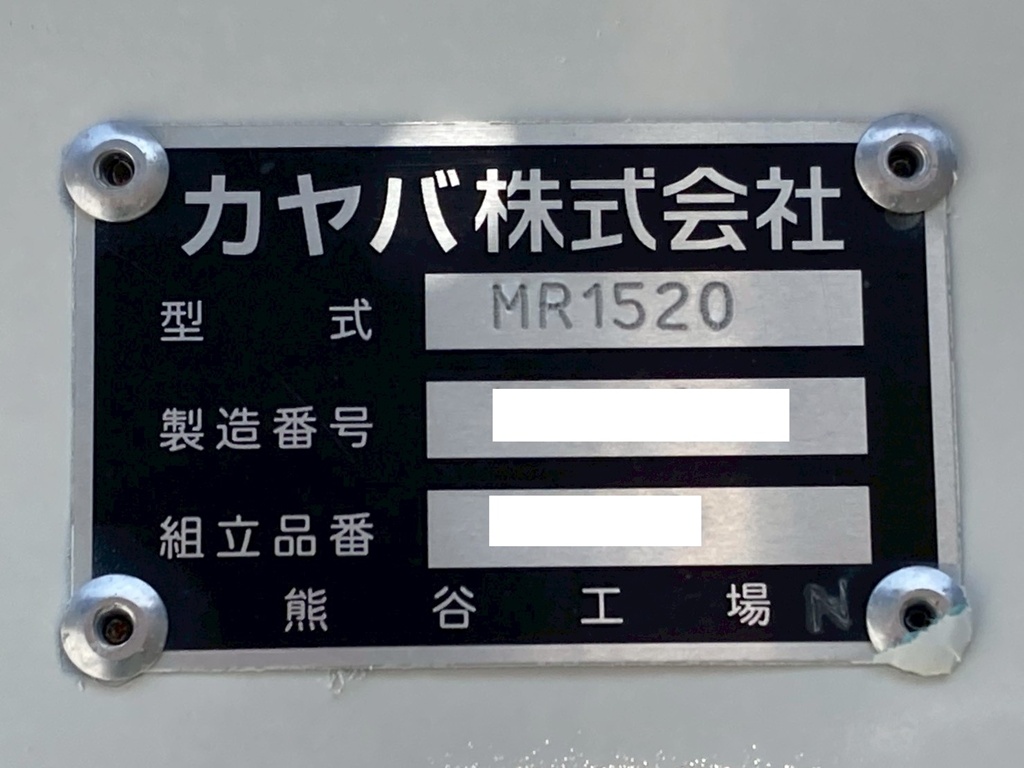 カヤバ株式会社
型式 MR1520
製造番号
組立品番
熊谷工場 N